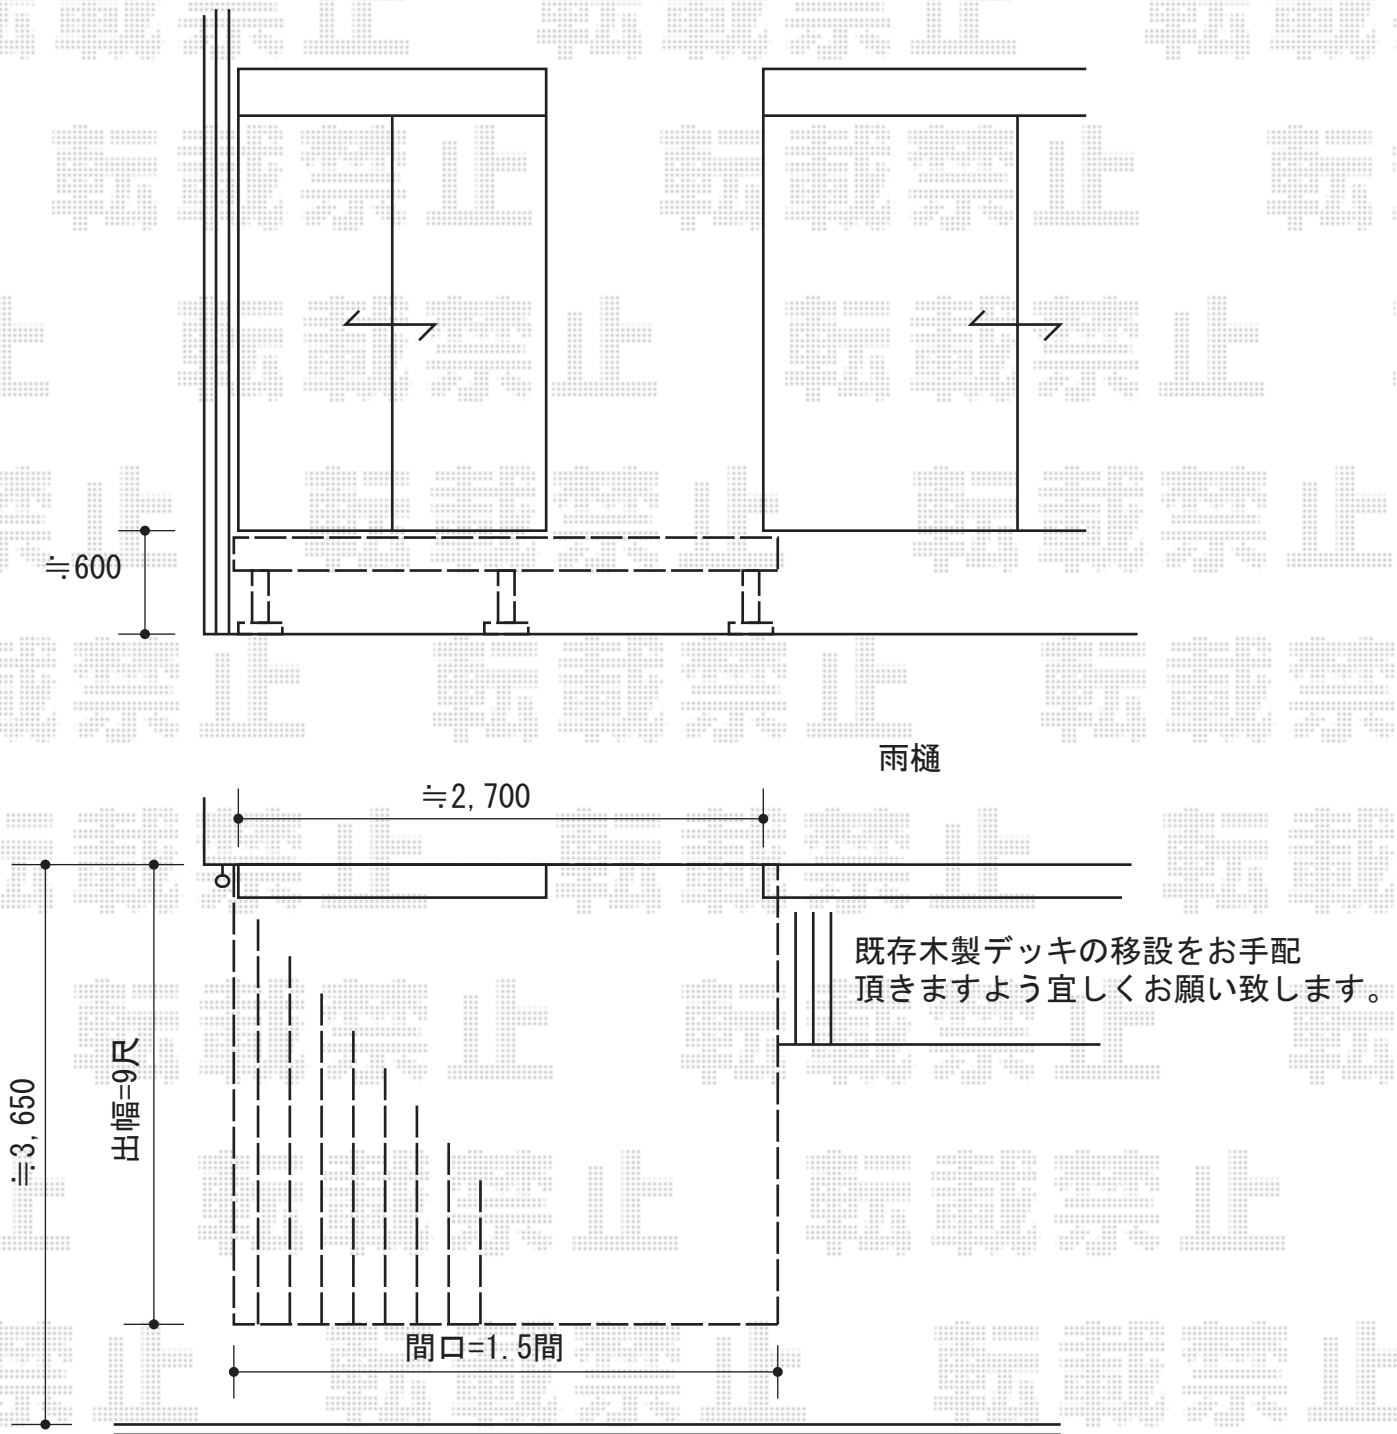 転載禁止
≒600
雨樋
≒2,700
既存木製デッキの移設をお手配
頂きますよう宜しくお願い致します。
≒3,650
出幅=9尺
間口=1.5間